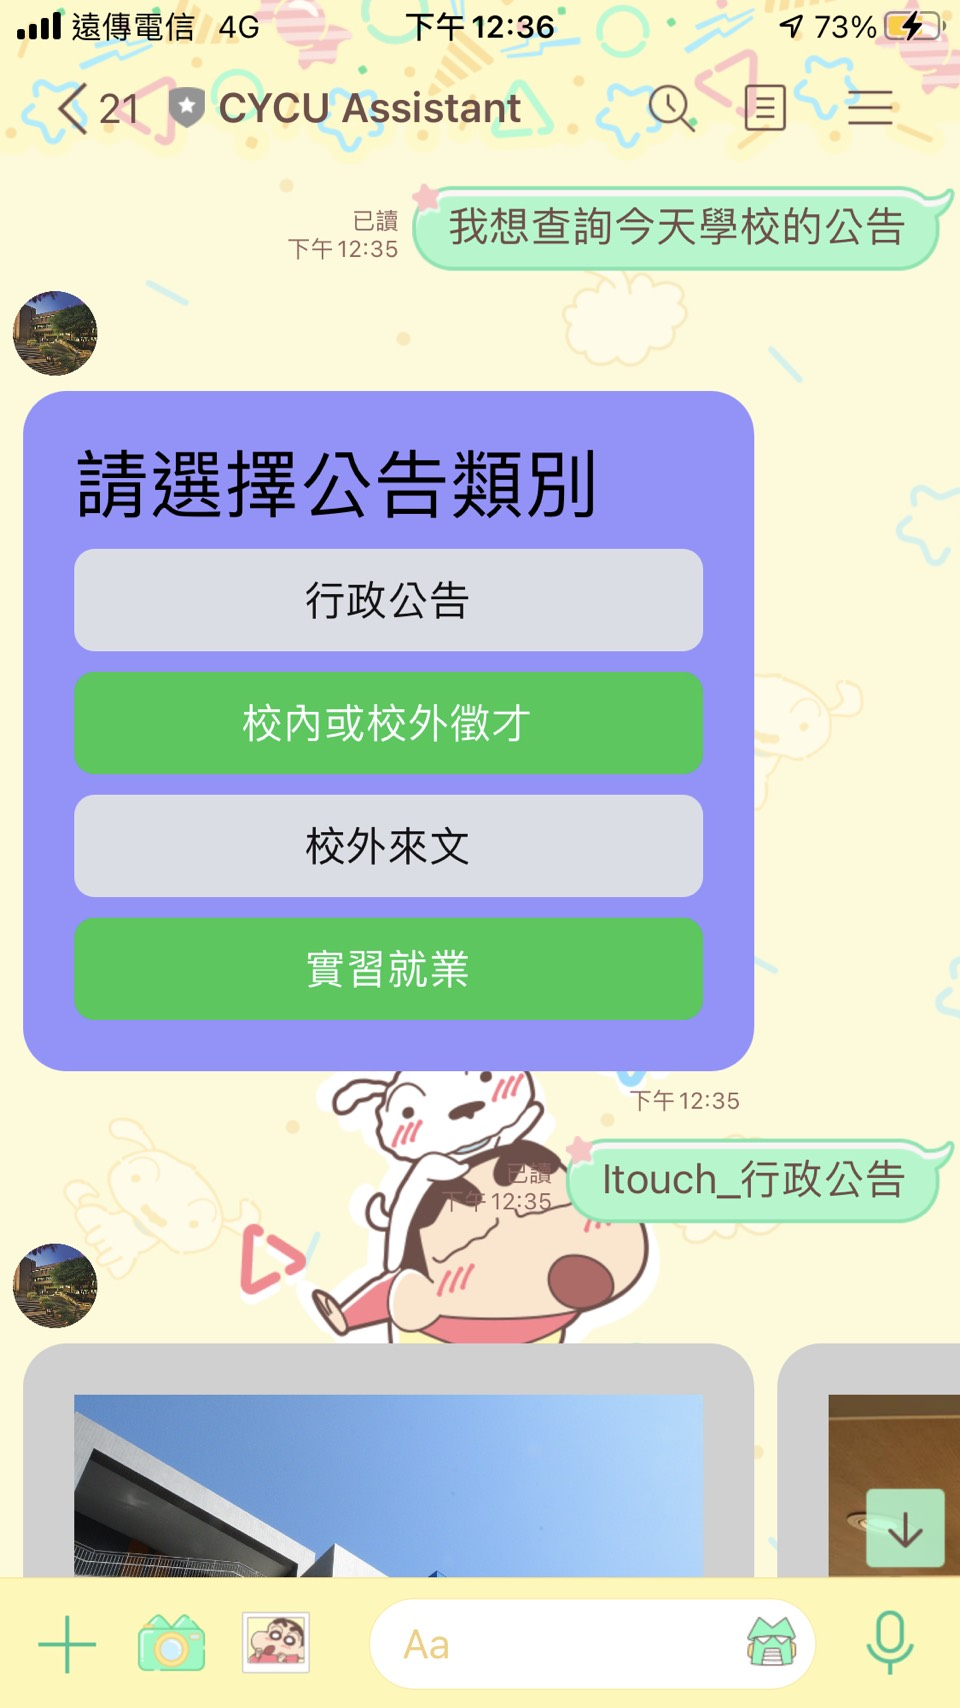 遠傳電信 4G 下午12:36 73%
21 CYCU Assistant
我想查詢今天學校的公告
已讀
下午12:35
請選擇公告類別
行政公告
校內或校外徵才
校外來文
實習就業
下午12:35
Itouch_行政公告
已讀
下午12:35
Aa